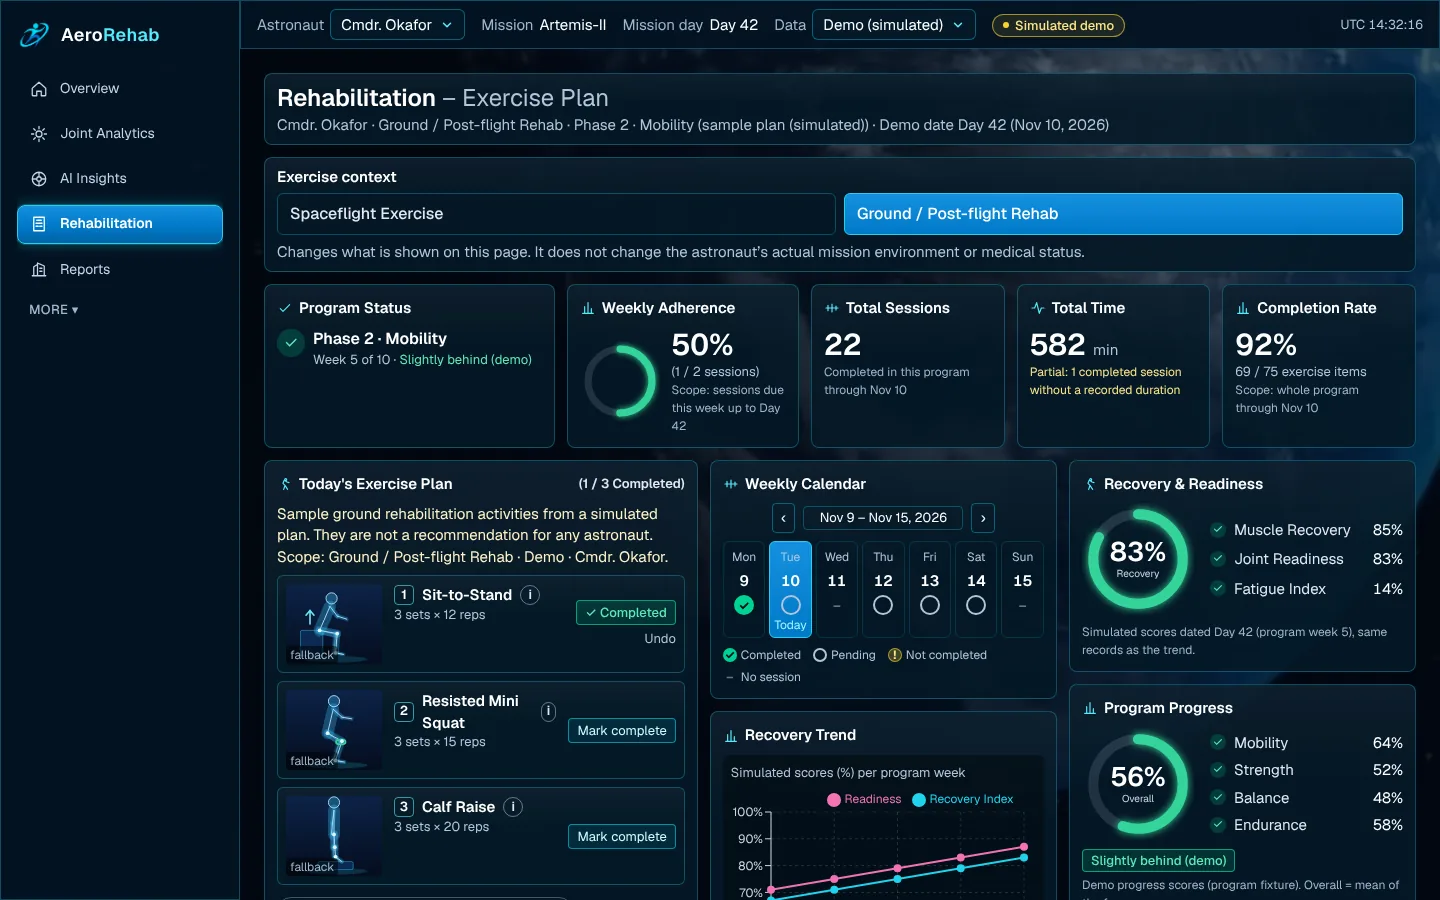 AeroRehab
Overview
Joint Analytics
AI Insights
Rehabilitation
Reports
MORE ▾
Astronaut Cmdr. Okafor Mission Artemis-II Mission day Day 42 Data Demo (simulated) Simulated demo UTC 14:32:16
Rehabilitation – Exercise Plan
Cmdr. Okafor · Ground / Post-flight Rehab · Phase 2 · Mobility (sample plan (simulated)) · Demo date Day 42 (Nov 10, 2026)
Exercise context
Spaceflight Exercise
Ground / Post-flight Rehab
Changes what is shown on this page. It does not change the astronaut's actual mission environment or medical status.
Program Status
Phase 2 · Mobility
Week 5 of 10 · Slightly behind (demo)
Weekly Adherence
50%
(1 / 2 sessions)
Scope: sessions due
this week up to Day
42
Total Sessions
22
Completed in this program
through Nov 10
Total Time
582 min
Partial: 1 completed session
without a recorded duration
Completion Rate
92%
69 / 75 exercise items
Scope: whole program
through Nov 10
Today's Exercise Plan (1 / 3 Completed)
Sample ground rehabilitation activities from a simulated
plan. They are not a recommendation for any astronaut.
Scope: Ground / Post-flight Rehab · Demo · Cmdr. Okafor.
fallback
1 Sit-to-Stand i
3 sets × 12 reps
✓ Completed
Undo
fallback
2 Resisted Mini
Squat i
3 sets × 15 reps
Mark complete
fallback
3 Calf Raise i
3 sets × 20 reps
Mark complete
Weekly Calendar
‹ Nov 9 – Nov 15, 2026 ›
Mon Tue Wed Thu Fri Sat Sun
9 10 11 12 13 14 15
– –
Today
Completed Pending ! Not completed
– No session
Recovery Trend
Simulated scores (%) per program week
Readiness Recovery Index
100%
90%
80%
70%
Recovery & Readiness
83%
Recovery
Muscle Recovery 85%
Joint Readiness 83%
Fatigue Index 14%
Simulated scores dated Day 42 (program week 5), same
records as the trend.
Program Progress
56%
Overall
Mobility 64%
Strength 52%
Balance 48%
Endurance 58%
Slightly behind (demo)
Demo progress scores (program fixture). Overall = mean of